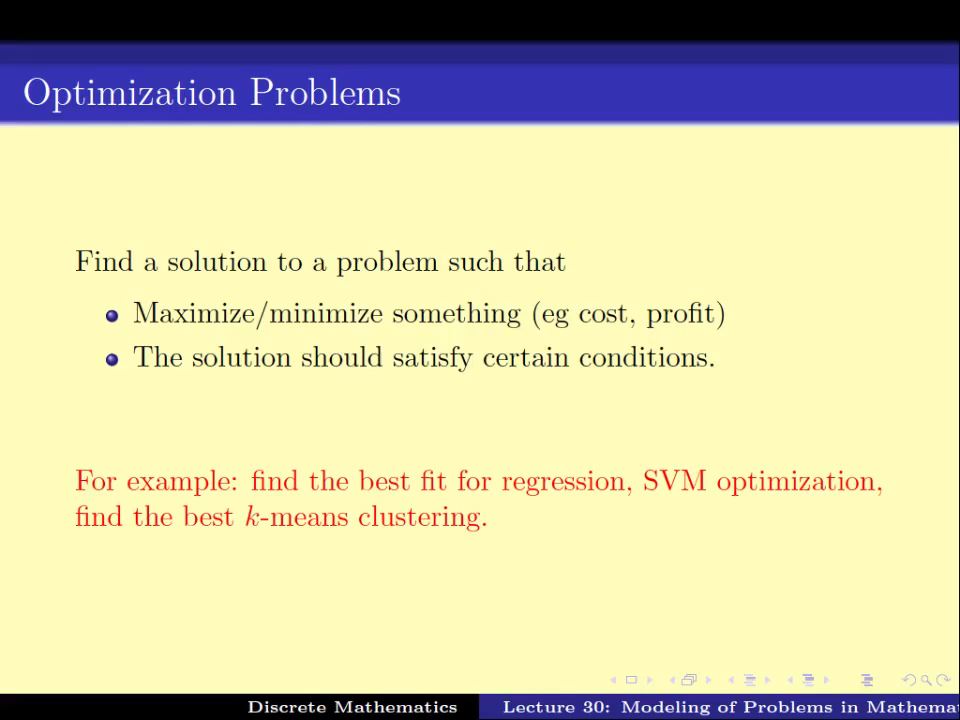 Optimization Problems
Find a solution to a problem such that
Maximize/minimize something (eg cost, profit)
The solution should satisfy certain conditions.
For example: find the best fit for regression, SVM optimization,
find the best k-means clustering.
Discrete Mathematics
Lecture 30: Modeling of Problems in Mathema